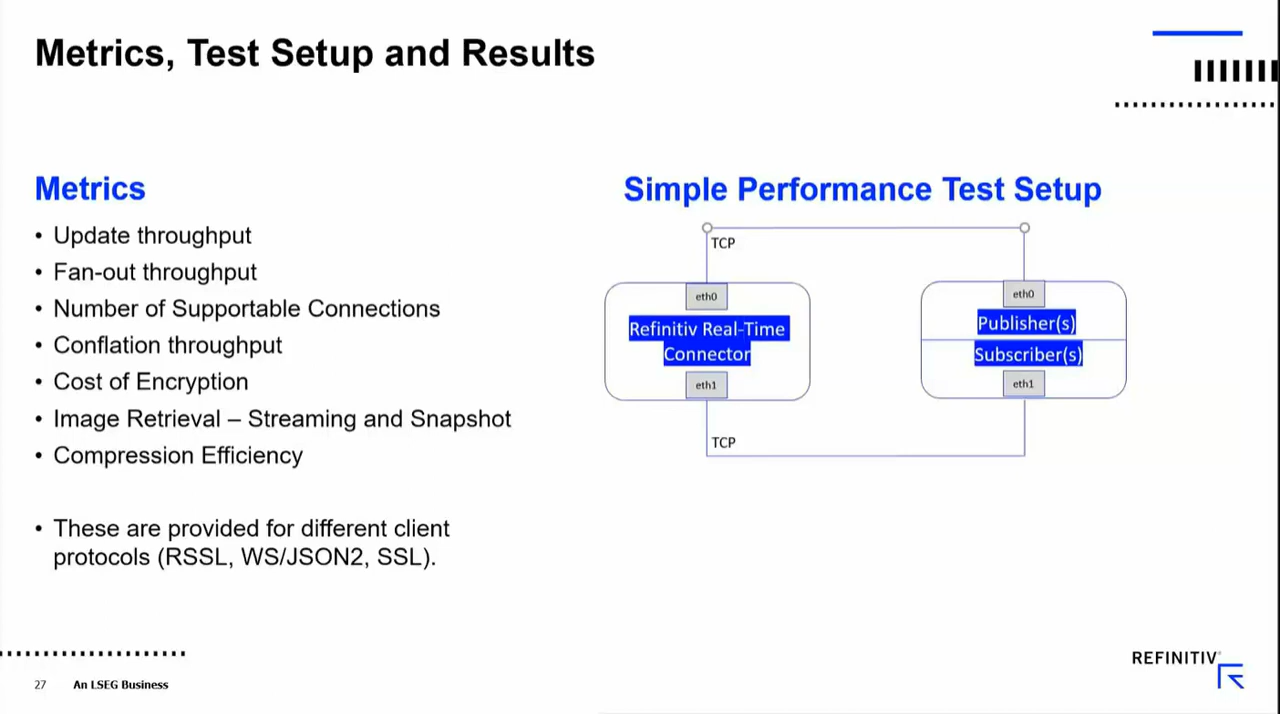 Metrics, Test Setup and Results
Metrics
• Update throughput
• Fan-out throughput
• Number of Supportable Connections
• Conflation throughput
• Cost of Encryption
• Image Retrieval – Streaming and Snapshot
• Compression Efficiency
• These are provided for different client
protocols (RSSL, WS/JSON2, SSL).
Simple Performance Test Setup
TCP
eth0
Refinitiv Real-Time
Connector
eth1
TCP
eth0
Publisher(s)
Subscriber(s)
eth1
27
An LSEG Business
REFINITIV